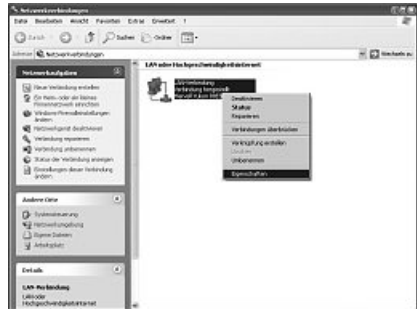 Netzwerkverbindungen
Datei Bearbeiten Ansicht Favoriten Extras Erweitert ?
Zurück Suchen Ordner
Adresse Netzwerkverbindungen Wechseln zu
Netzwerkaufgaben
Neue Verbindung erstellen
Ein Heim- oder ein kleines
Firmennetzwerk einrichten
Windows-Firewalleinstellungen
ändern
Netzwerkgerät deaktivieren
Verbindung reparieren
Verbindung umbenennen
Status der Verbindung anzeigen
Einstellungen dieser Verbindung
ändern
Andere Orte
Systemsteuerung
Netzwerkumgebung
Eigene Dateien
Arbeitsplatz
Details
LAN-Verbindung
LAN oder
Hochgeschwindigkeitsinternet
LAN oder Hochgeschwindigkeitsinternet
LAN-Verbindung
Verbindung hergestellt
Marvell Yukon
Deaktivieren
Status
Reparieren
Verbindungen überbrücken
Verknüpfung erstellen
Löschen
Umbenennen
Eigenschaften